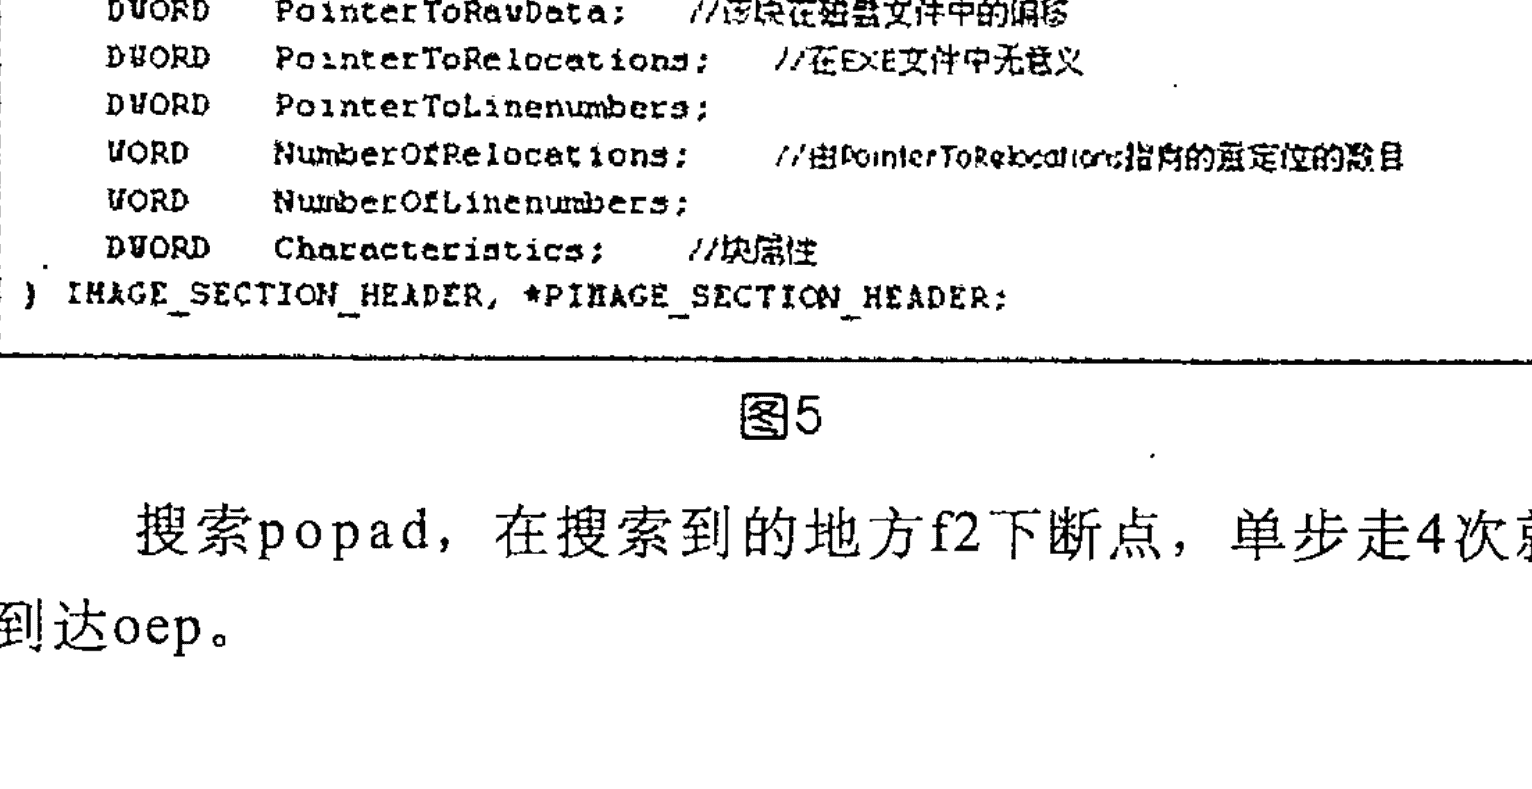 DWORD PointerToRawData; //该块在磁盘文件中的偏移
DWORD PointerToRelocations; //在EXE文件中无意义
DWORD PointerToLinenumbers;
WORD NumberOfRelocations; //由PointerToRelocations指向的重定位的数目
WORD NumberOfLinenumbers;
DWORD Characteristics; //块属性
} IMAGE_SECTION_HEADER, *PIMAGE_SECTION_HEADER;
图5
搜索popad，在搜索到的地方f2下断点，单步走4次就
到达oep。